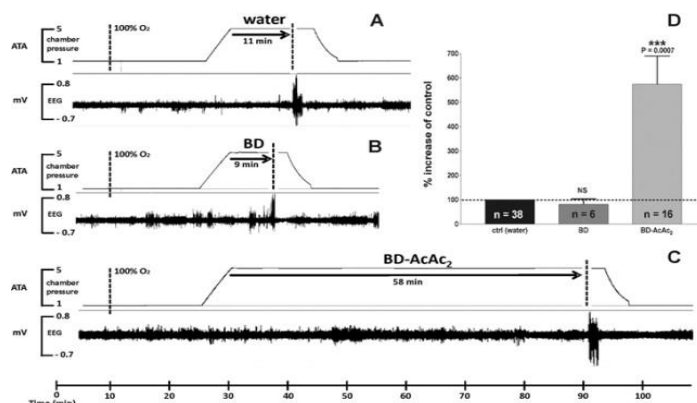 A
water
11 min
100% O₂
ATA
5
chamber
pressure
1
mV
0.8
EEG
- 0.7
B
BD
9 min
100% O₂
ATA
5
chamber
pressure
1
mV
0.8
EEG
-0.7
C
BD-AcAc₂
58 min
100% O₂
ATA
5
chamber
pressure
1
mV
0.8
EEG
- 0.7
0 10 20 30 40 50 60 70 80 90 100
Time (min)
D
% increase of control
700
600
500
400
300
200
100
0
***
P = 0.0007
NS
n = 38
n = 6
n = 16
ctrl (water)
BD
BD-AcAc₂